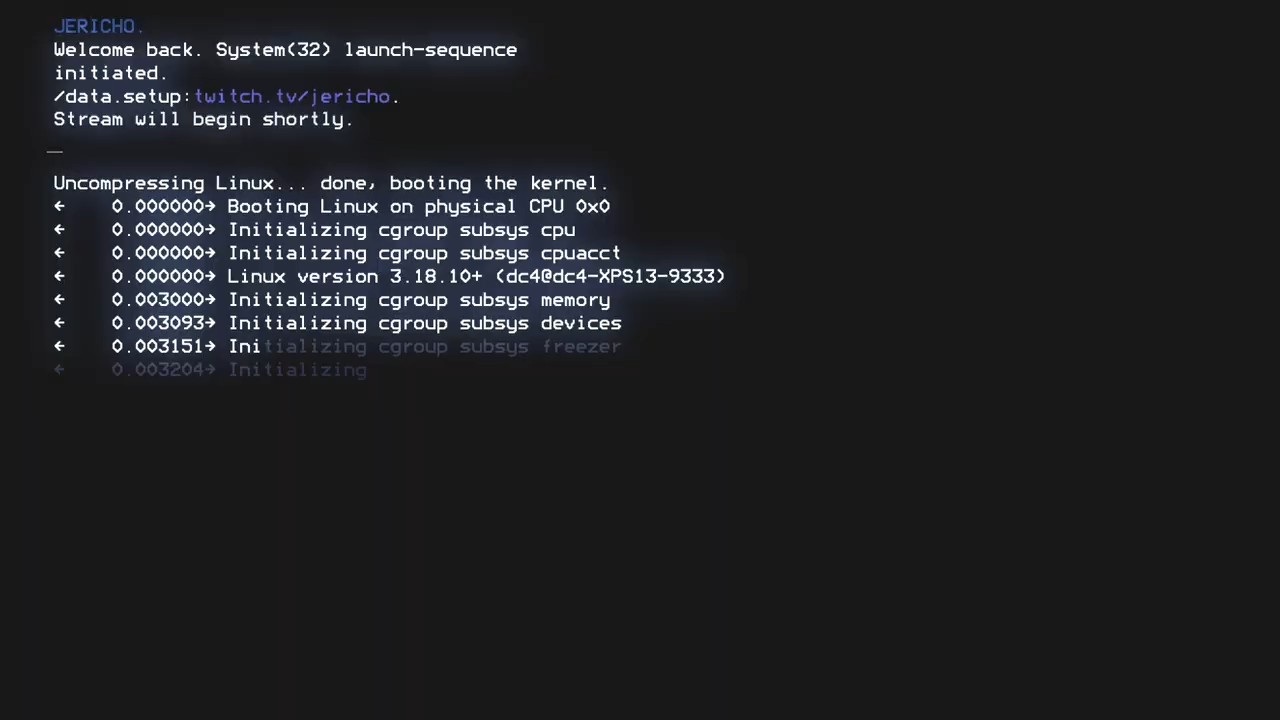 JERICHO.
Welcome back. System(32) launch-sequence
initiated.
/data.setup:twitch.tv/jericho.
Stream will begin shortly.
_
Uncompressing Linux... done, booting the kernel.
← 0.000000→ Booting Linux on physical CPU 0x0
← 0.000000→ Initializing cgroup subsys cpu
← 0.000000→ Initializing cgroup subsys cpuacct
← 0.000000→ Linux version 3.18.10+ (dc4@dc4-XPS13-9333)
← 0.003000→ Initializing cgroup subsys memory
← 0.003093→ Initializing cgroup subsys devices
← 0.003151→ Initializing cgroup subsys freezer
← 0.003204→ Initializing